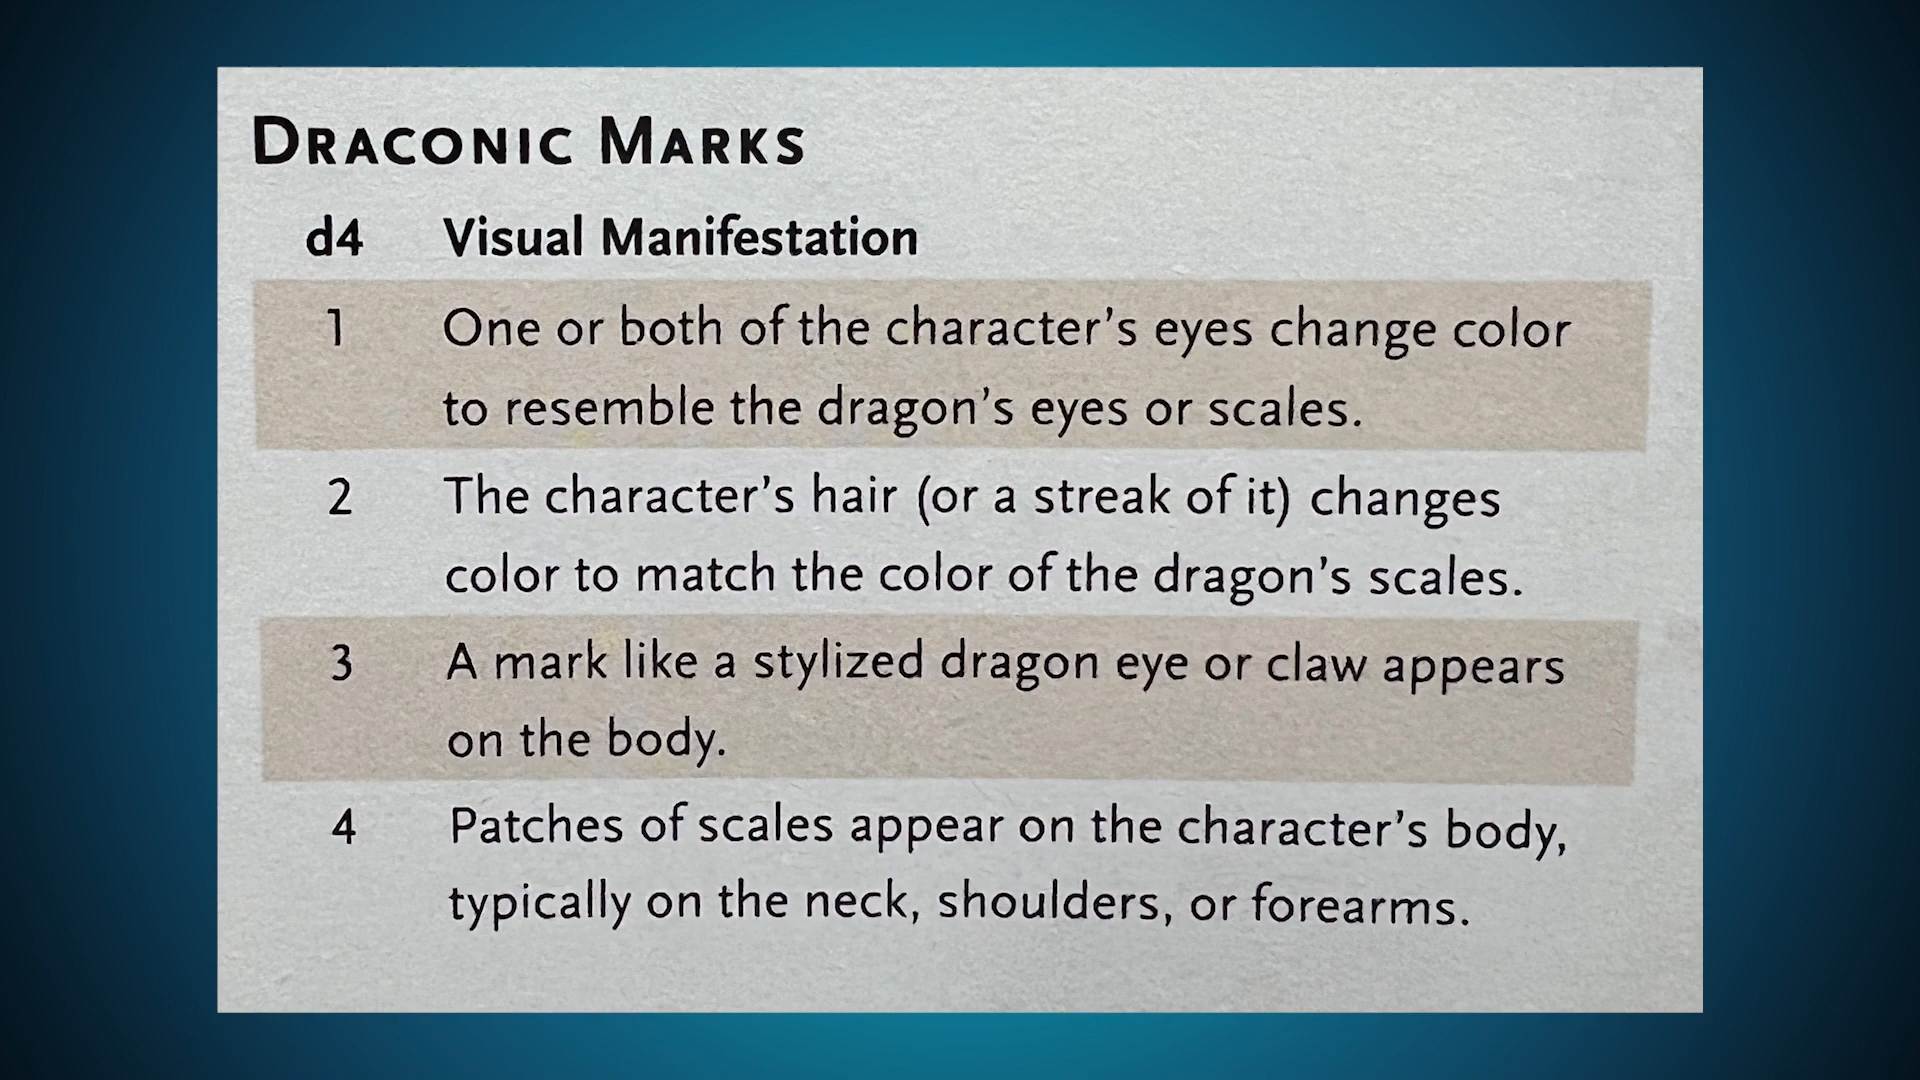 Draconic Marks
d4 Visual Manifestation
1 One or both of the character's eyes change color
to resemble the dragon's eyes or scales.
2 The character's hair (or a streak of it) changes
color to match the color of the dragon's scales.
3 A mark like a stylized dragon eye or claw appears
on the body.
4 Patches of scales appear on the character's body,
typically on the neck, shoulders, or forearms.